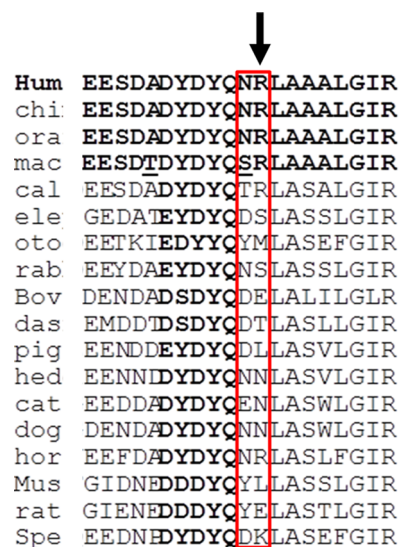 Hum EESDADYDYQNRLAAALGIR
chi EESDADYDYQNRLAAALGIR
ora EESDADYDYQNRLAAALGIR
mac EESDTDYDYQSRLAAALGIR
cal EESDADYDYQTRLASALGIR
ele GEDATEYDYQDSLASLLGIR
oto EETKIEDYYQYMLASEFGIR
rab EEYDAEYDYQNSLASSLGIR
Bov DENDADSDYQDELALILGLR
das EMDDTDSDYQDTLASLLGIR
pig EENDDEYDYQDLLASVLGIR
hed EENNDDYDYQNNLASVLGIR
cat EEDDADYDYQENLASWLGIR
dog DENDADYDYQNNLASWLGIR
hor EEFDADYDYQNRLASLFGIR
Mus GIDNEDDDYQYLLASSLGIR
rat GIENEDDDYQYELASTLGIR
Spe EEDNEDYDYQDKLASEFGIR